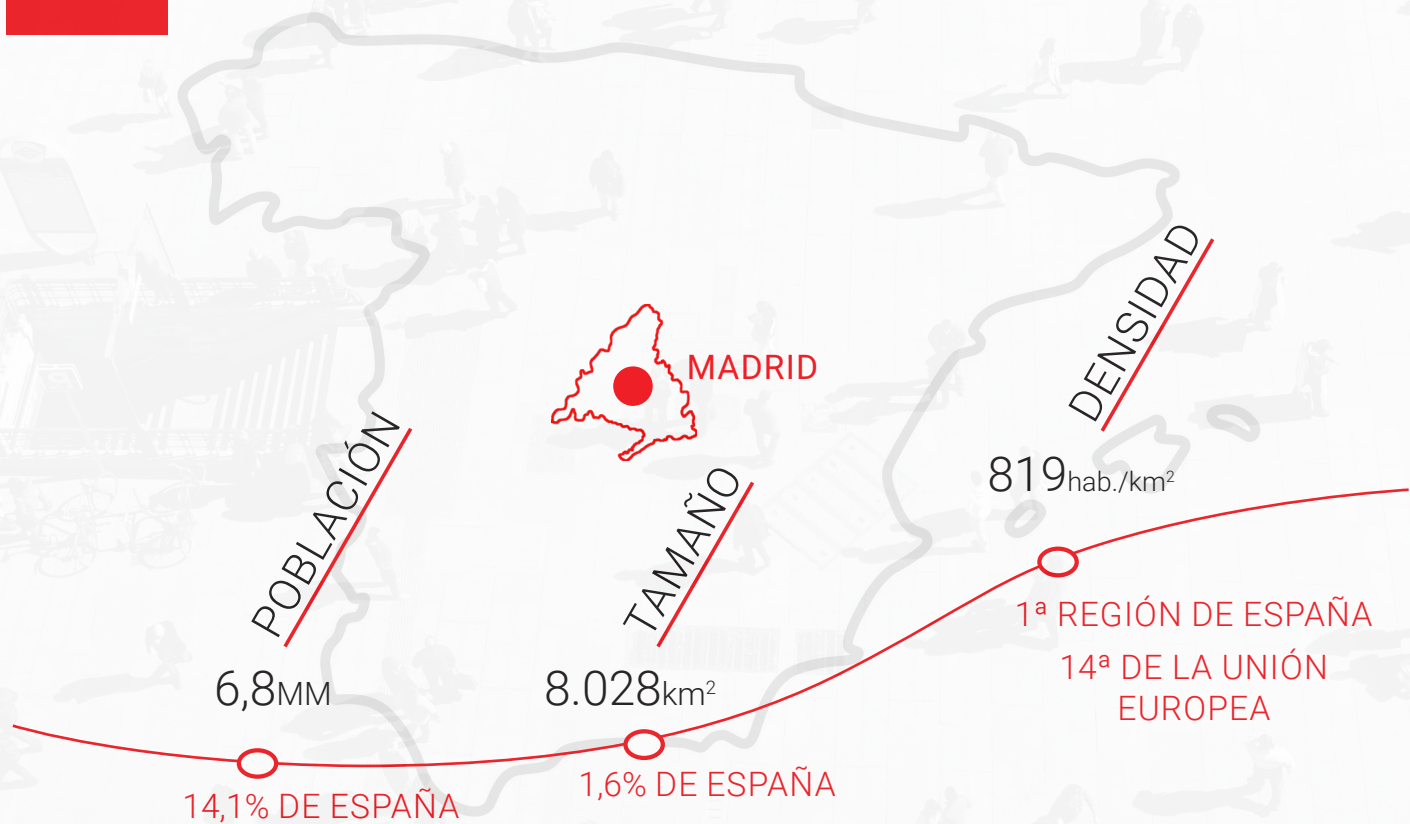 MADRID
POBLACIÓN
6,8MM
14,1% DE ESPAÑA
TAMAÑO
8.028km²
1,6% DE ESPAÑA
DENSIDAD
819hab./km²
1ª REGIÓN DE ESPAÑA
14ª DE LA UNIÓN
EUROPEA